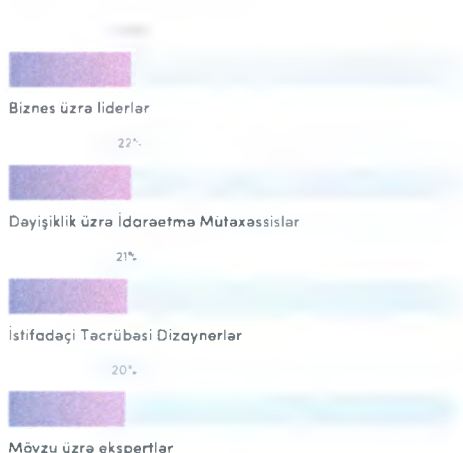 Biznes üzrə liderlər
22%
Dəyişiklik üzrə İdarəetmə Mütəxəssislər
21%
İstifadəçi Təcrübəsi Dizaynerlər
20%
Mövzu üzrə ekspertlər